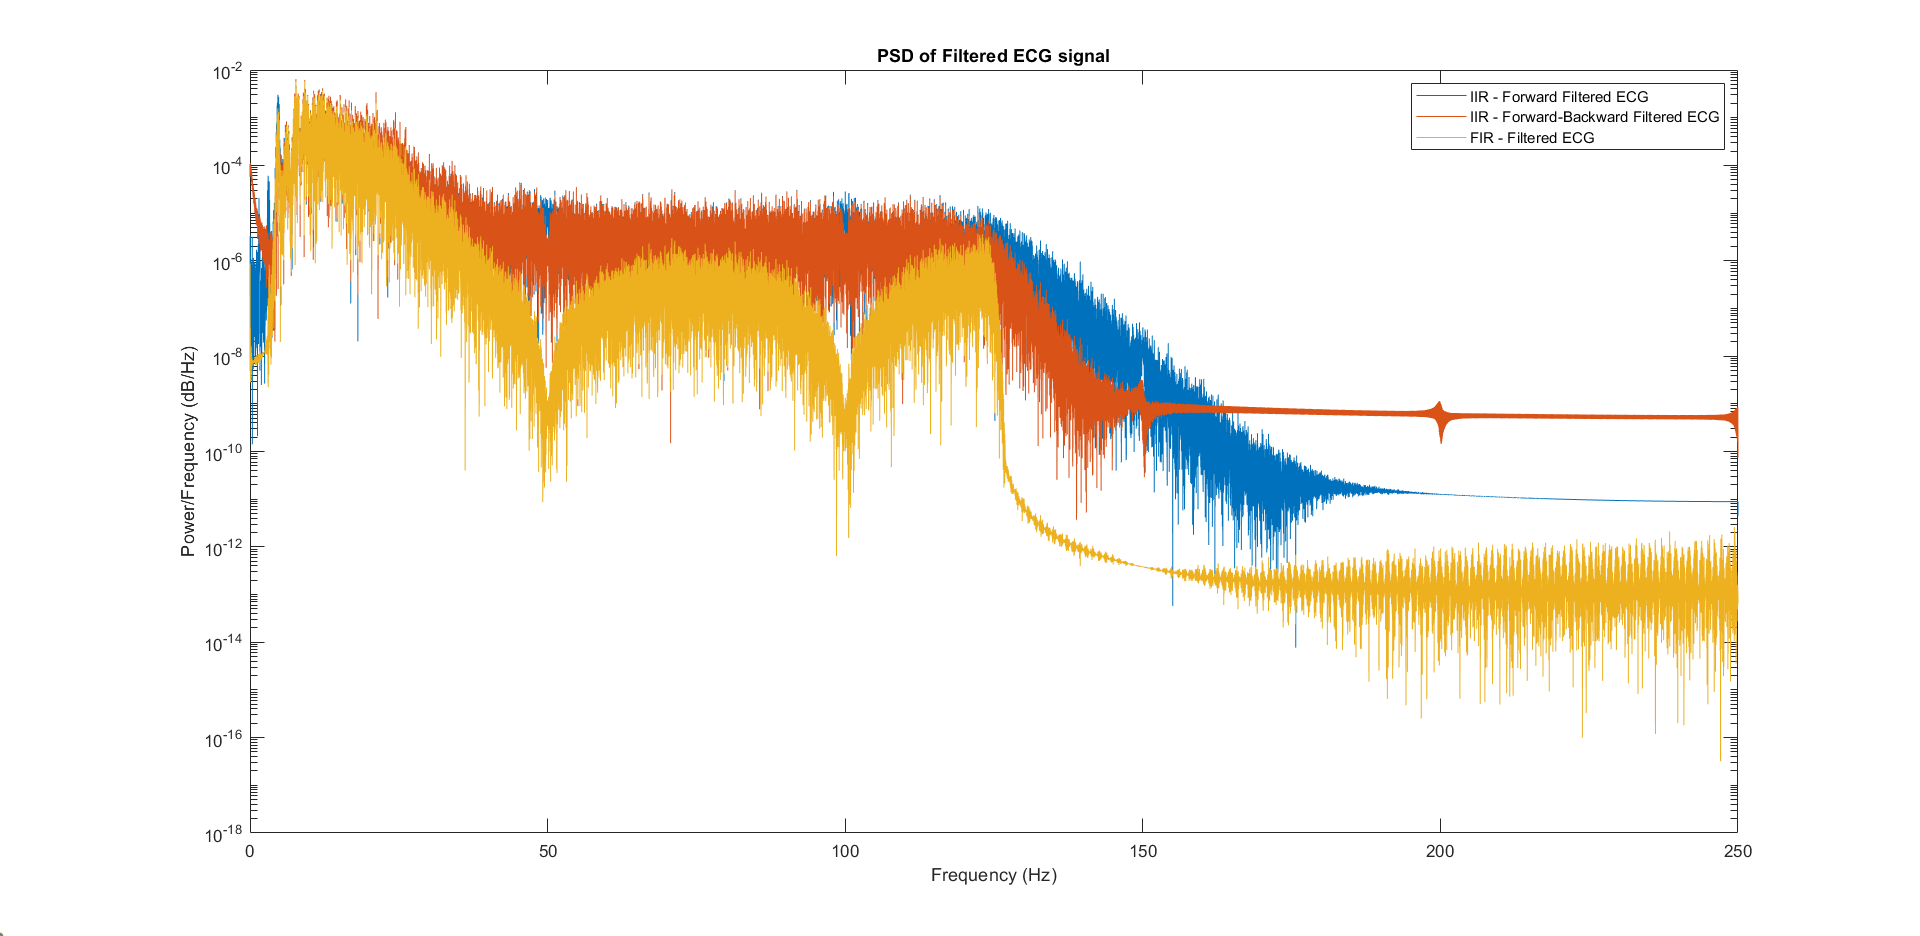 PSD of Filtered ECG signal
IIR - Forward Filtered ECG
IIR - Forward-Backward Filtered ECG
FIR - Filtered ECG
Power/Frequency (dB/Hz)
10-2
10-4
10-6
10-8
10-10
10-12
10-14
10-16
10-18
0 50 100 150 200 250
Frequency (Hz)